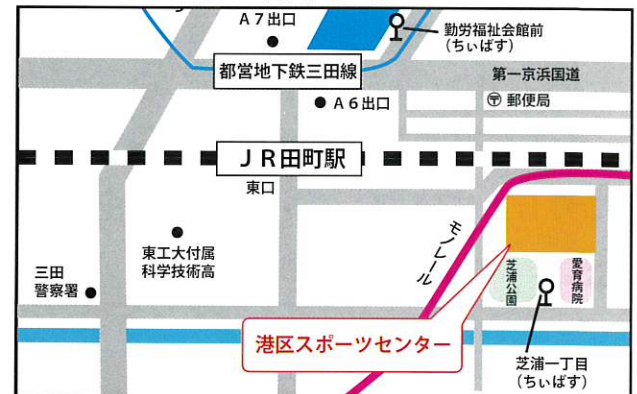 A7出口
勤労福祉会館前
(ちぃばす)
都営地下鉄三田線
第一京浜国道
A6出口
〒 郵便局
JR田町駅
東口
モノレール
東工大付属
科学技術高
三田
警察署
芝浦公園
愛育病院
港区スポーツセンター
芝浦一丁目
(ちぃばす)